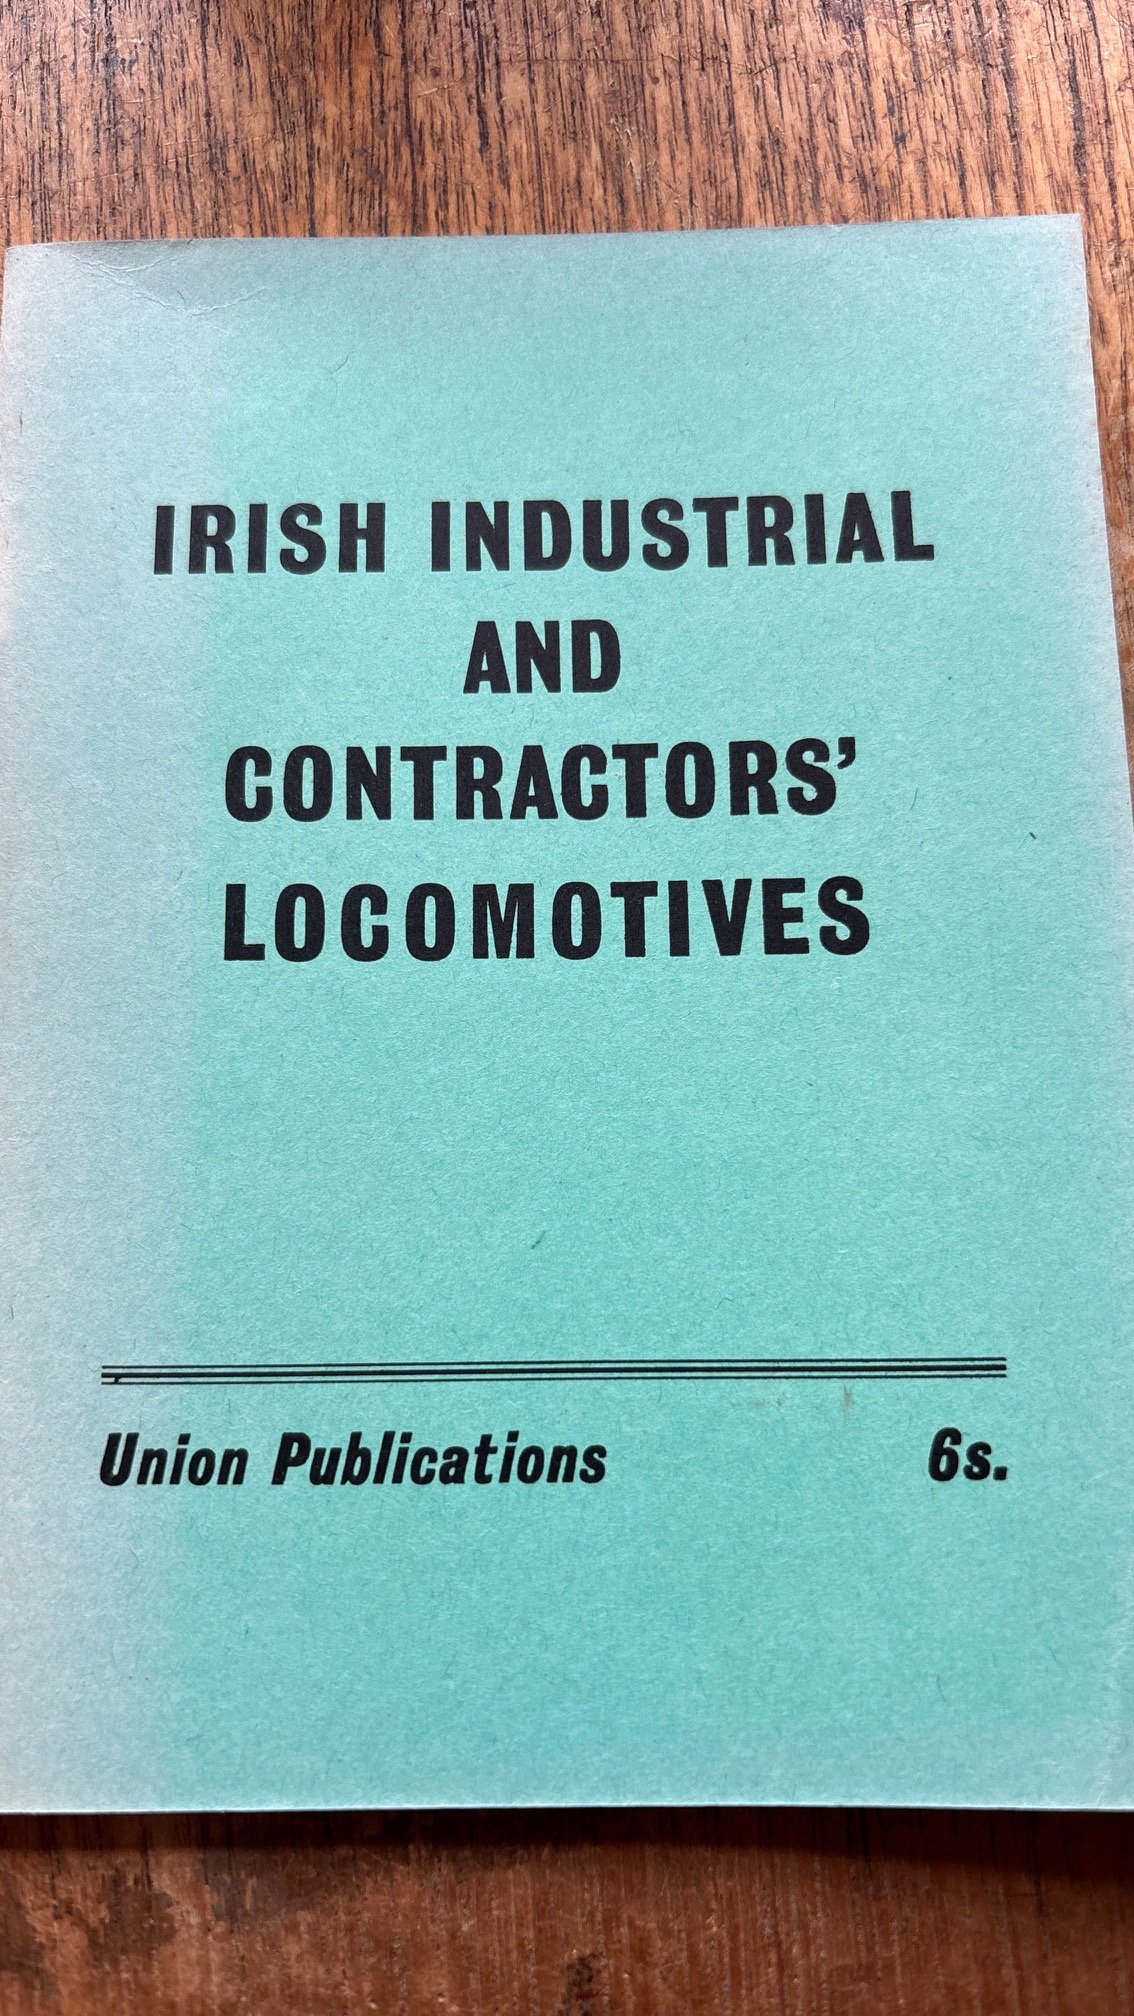 IRISH INDUSTRIAL
AND
CONTRACTORS’
LOCOMOTIVES
Union Publications 6s.